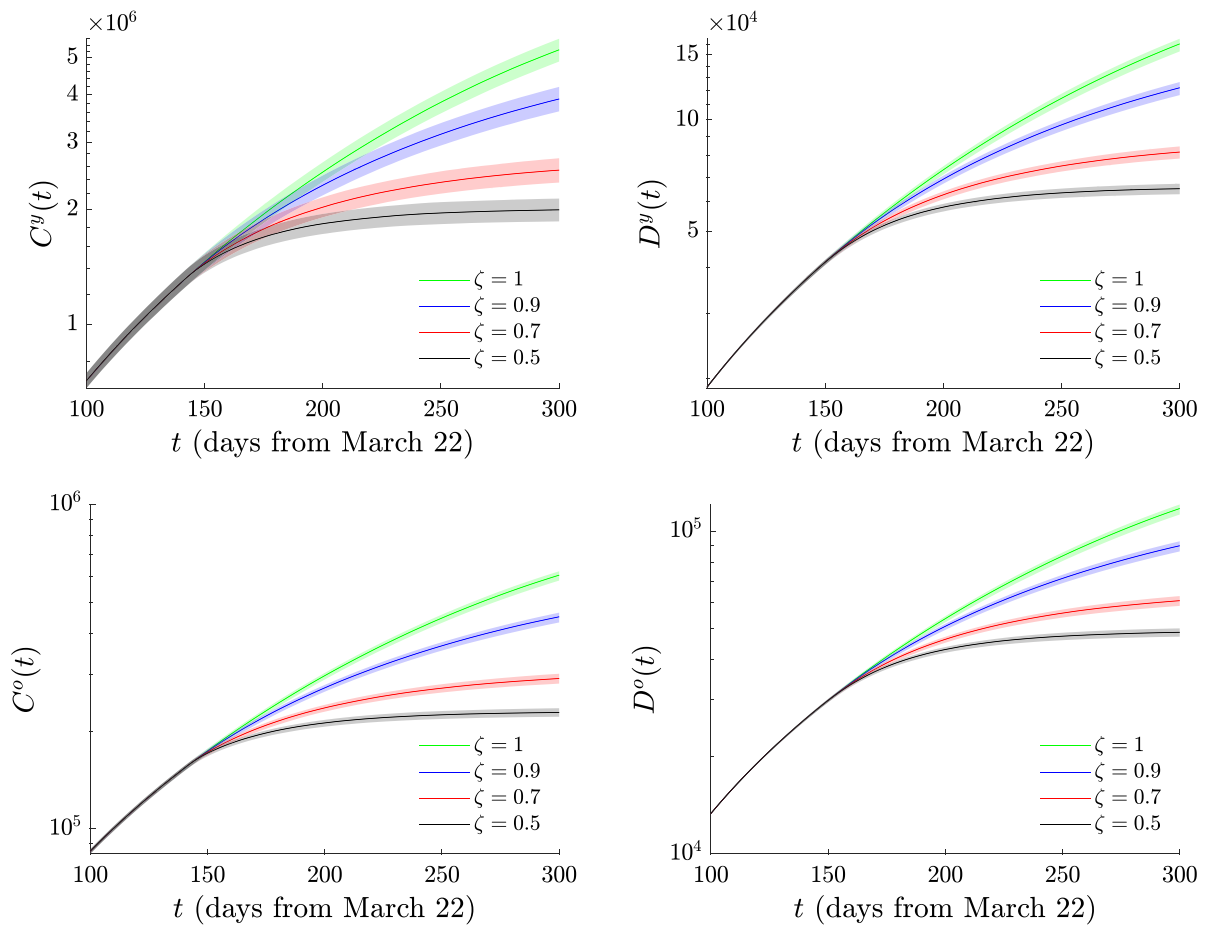 ×10⁶
5
4
3
2
1
Cʸ(t)
ζ = 1
ζ = 0.9
ζ = 0.7
ζ = 0.5
100 150 200 250 300
t (days from March 22)
×10⁴
15
10
5
Dʸ(t)
ζ = 1
ζ = 0.9
ζ = 0.7
ζ = 0.5
100 150 200 250 300
t (days from March 22)
10⁶
10⁵
Cᵒ(t)
ζ = 1
ζ = 0.9
ζ = 0.7
ζ = 0.5
100 150 200 250 300
t (days from March 22)
10⁵
10⁴
Dᵒ(t)
ζ = 1
ζ = 0.9
ζ = 0.7
ζ = 0.5
100 150 200 250 300
t (days from March 22)